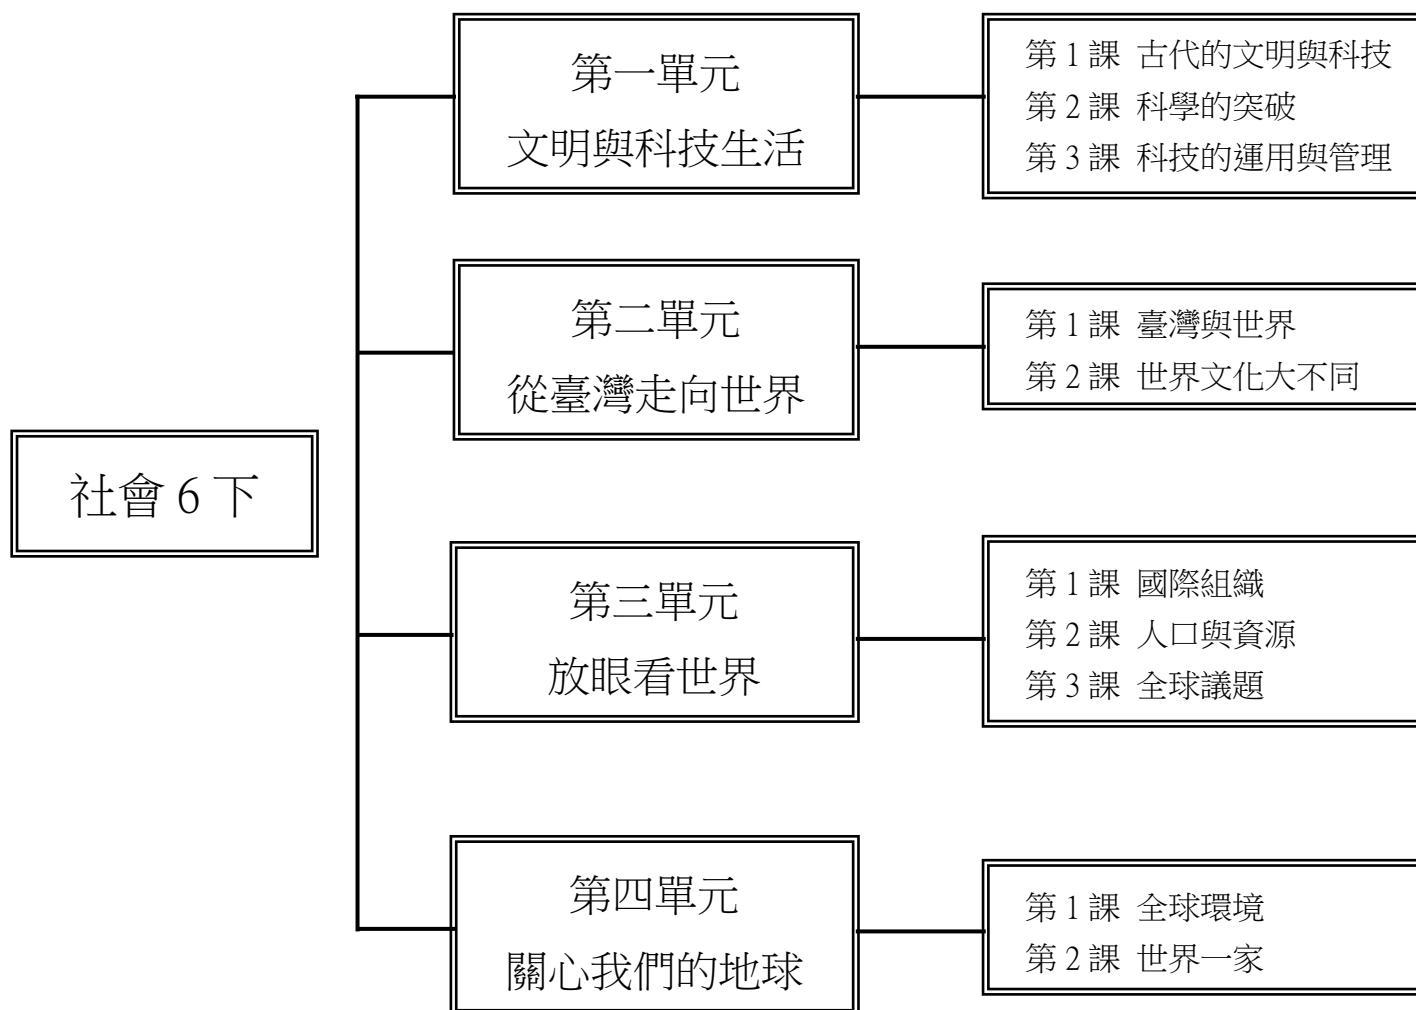 社會 6 下
第一單元
文明與科技生活
第 1 課 古代的文明與科技
第 2 課 科學的突破
第 3 課 科技的運用與管理
第二單元
從臺灣走向世界
第 1 課 臺灣與世界
第 2 課 世界文化大不同
第三單元
放眼看世界
第 1 課 國際組織
第 2 課 人口與資源
第 3 課 全球議題
第四單元
關心我們的地球
第 1 課 全球環境
第 2 課 世界一家